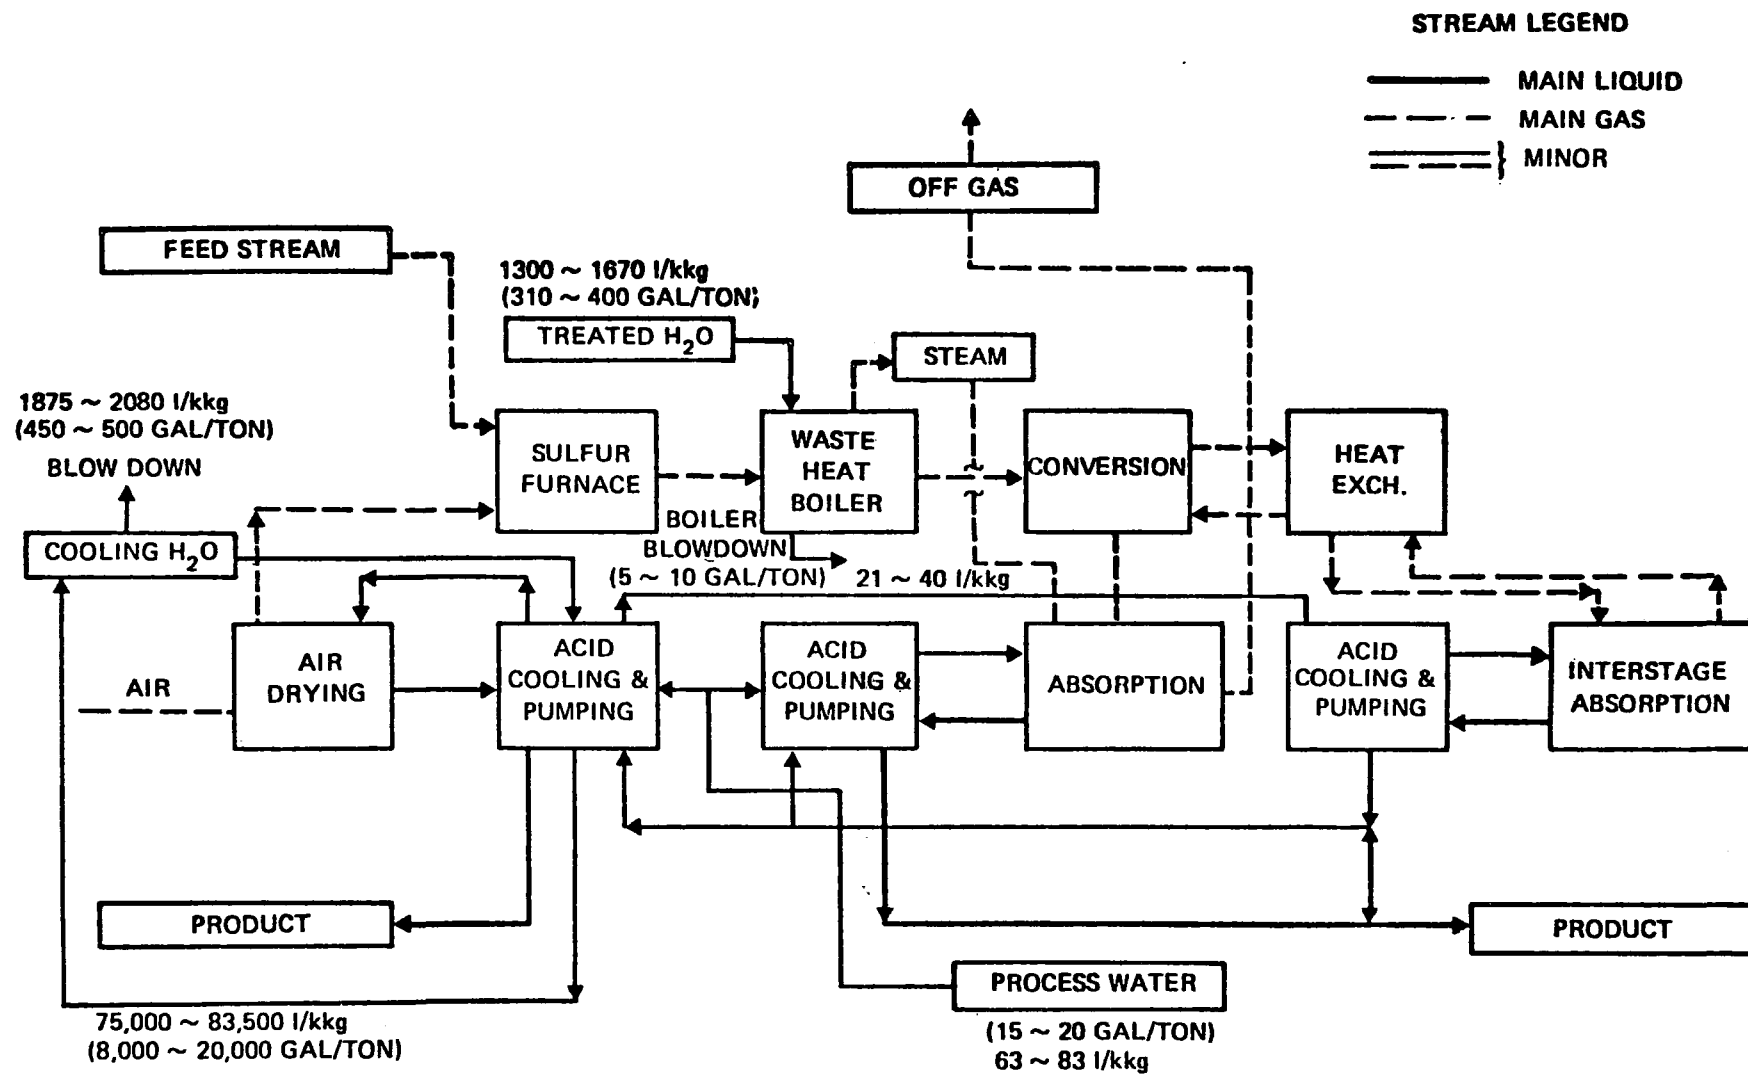 STREAM LEGEND
MAIN LIQUID
MAIN GAS
MINOR
OFF GAS
FEED STREAM
1300 ~ 1670 l/kkg
(310 ~ 400 GAL/TON)
TREATED H₂O
STEAM
1875 ~ 2080 l/kkg
(450 ~ 500 GAL/TON)
BLOW DOWN
SULFUR
FURNACE
WASTE
HEAT
BOILER
CONVERSION
HEAT
EXCH.
COOLING H₂O
BOILER
BLOWDOWN
(5 ~ 10 GAL/TON) 21 ~ 40 l/kkg
AIR
AIR
DRYING
ACID
COOLING &
PUMPING
ACID
COOLING &
PUMPING
ABSORPTION
ACID
COOLING &
PUMPING
INTERSTAGE
ABSORPTION
PRODUCT
PRODUCT
PROCESS WATER
(15 ~ 20 GAL/TON)
63 ~ 83 l/kkg
75,000 ~ 83,500 l/kkg
(8,000 ~ 20,000 GAL/TON)